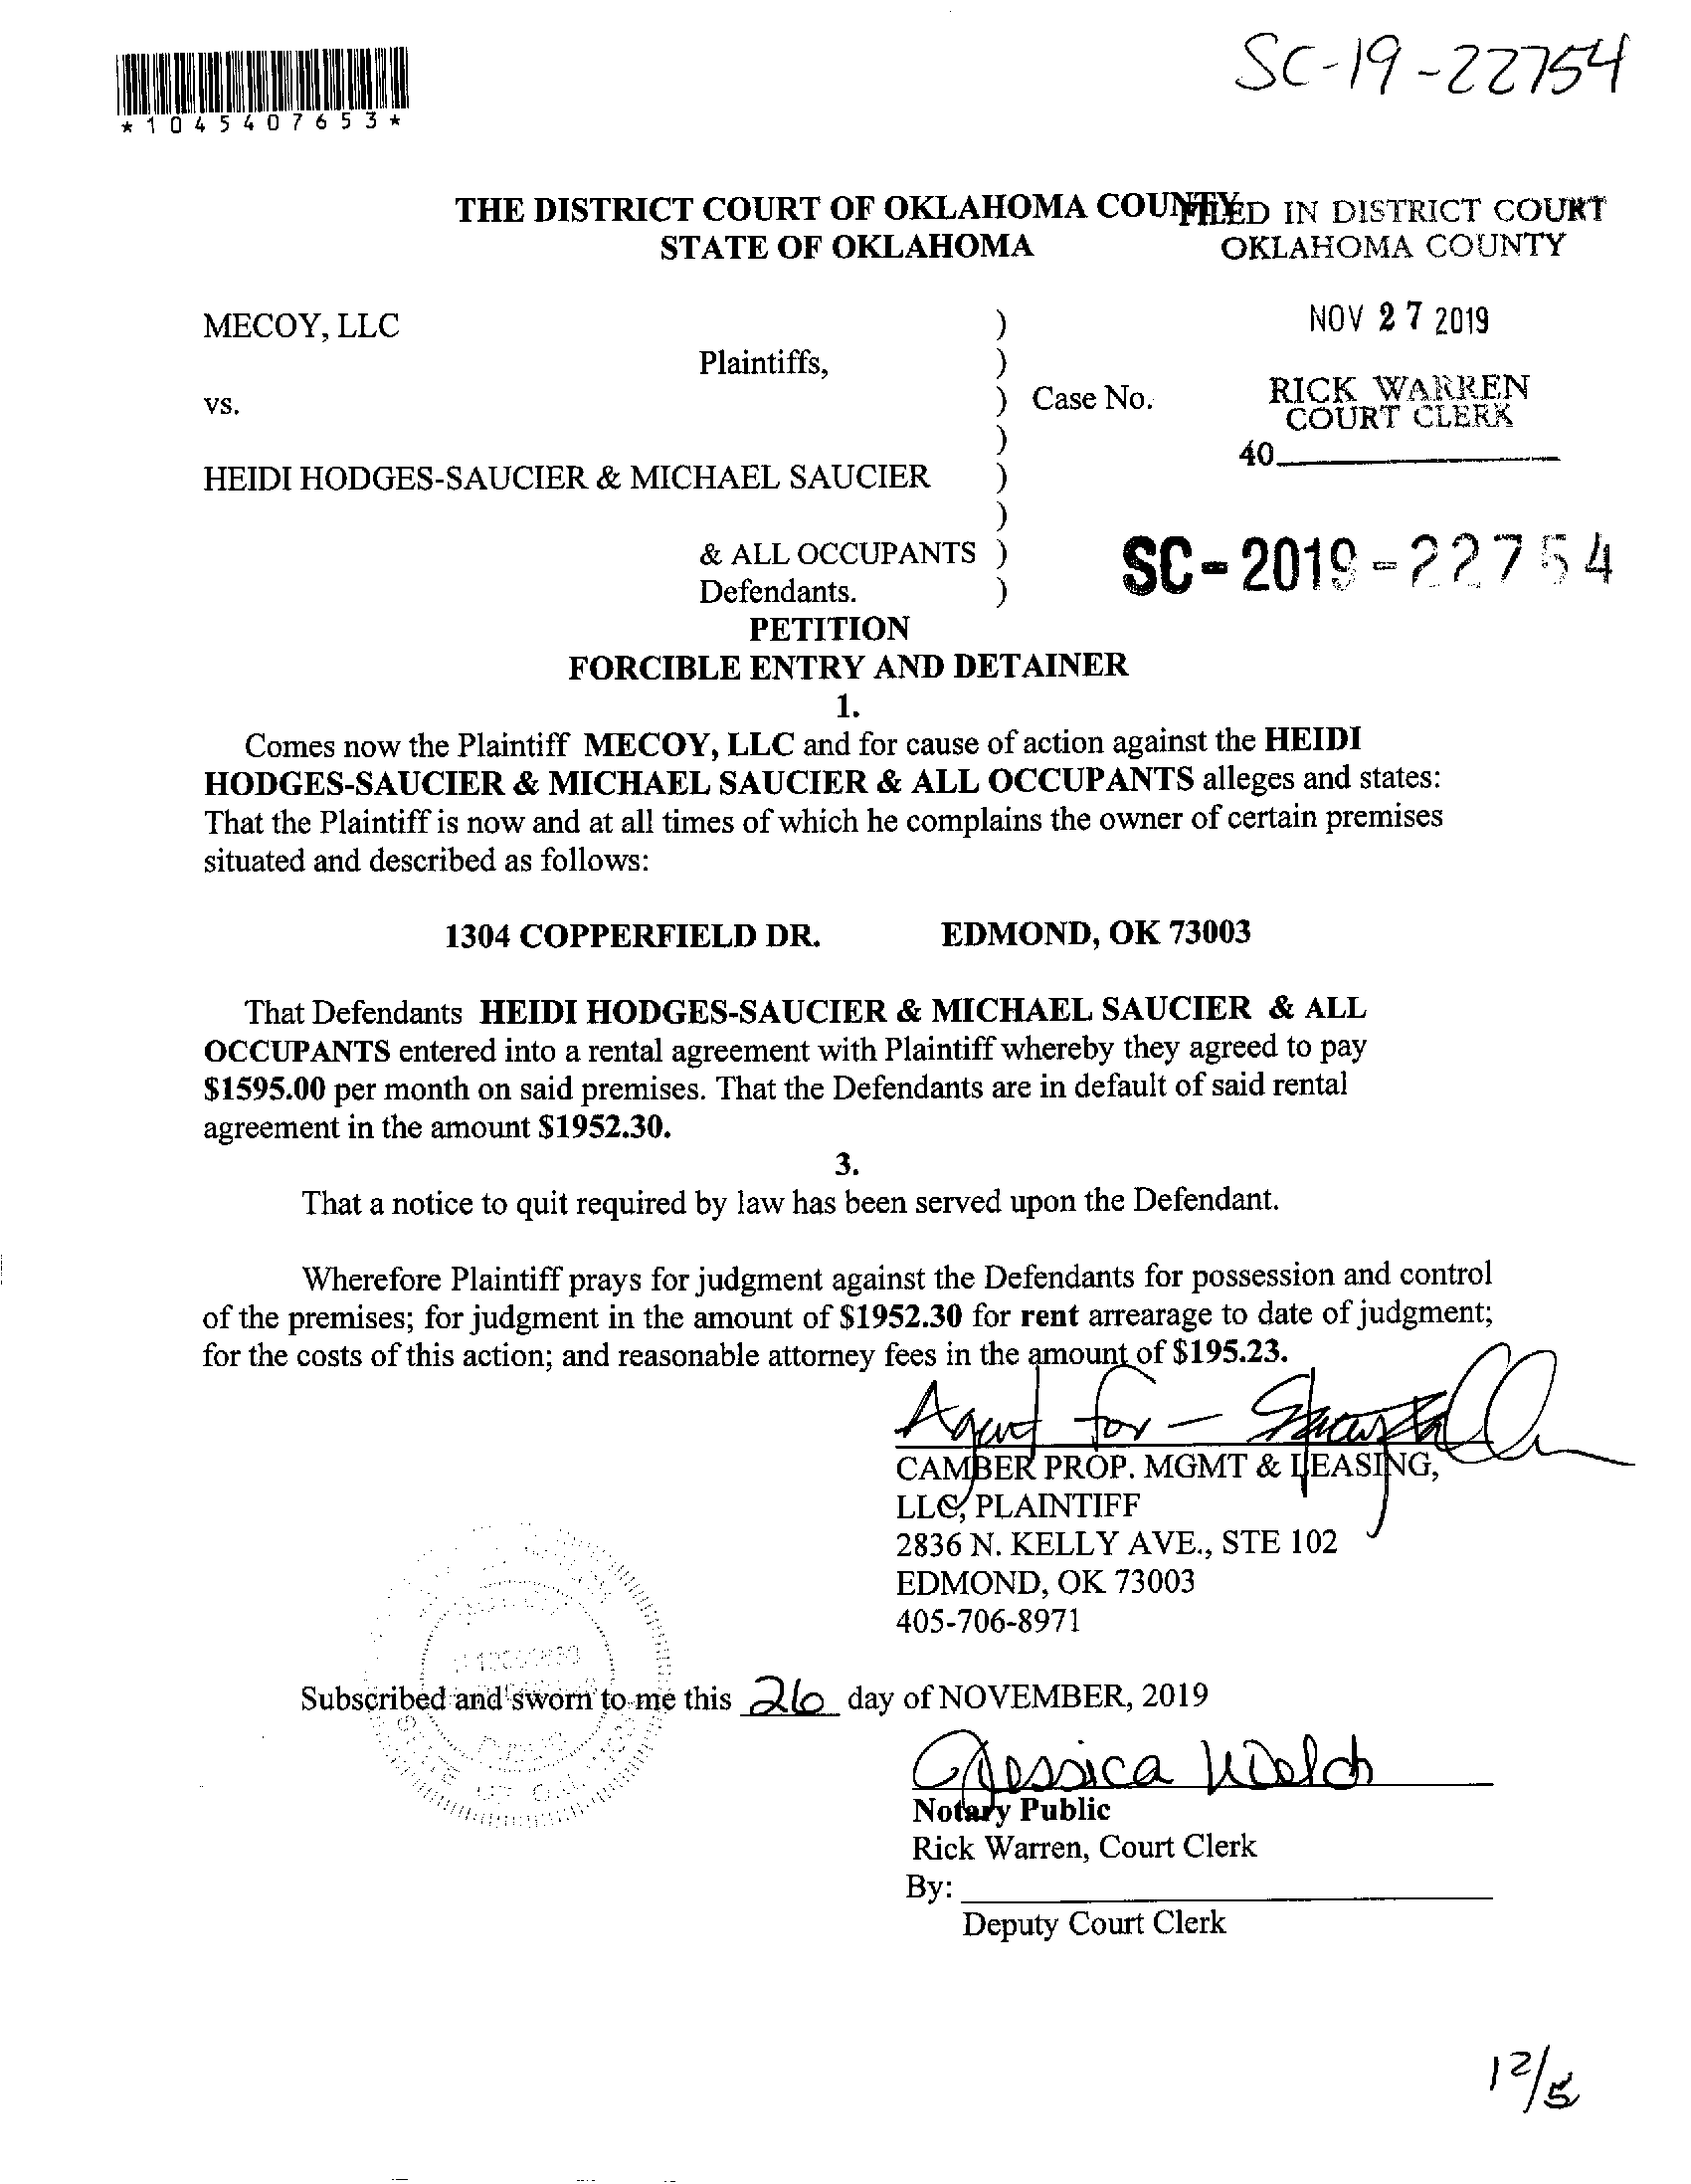 SC-19-22754
*1045407653*
THE DISTRICT COURT OF OKLAHOMA COUNTY
FILED IN DISTRICT COURT
STATE OF OKLAHOMA
OKLAHOMA COUNTY
MECOY, LLC )
NOV 27 2019
Plaintiffs, )
vs. ) Case No.
RICK WARREN
COURT CLERK
)
40
HEIDI HODGES-SAUCIER & MICHAEL SAUCIER )
)
& ALL OCCUPANTS )
SC-2019-22754
Defendants. )
PETITION
FORCIBLE ENTRY AND DETAINER
1.
Comes now the Plaintiff MECOY, LLC and for cause of action against the HEIDI
HODGES-SAUCIER & MICHAEL SAUCIER & ALL OCCUPANTS alleges and states:
That the Plaintiff is now and at all times of which he complains the owner of certain premises
situated and described as follows:
1304 COPPERFIELD DR. EDMOND, OK 73003
That Defendants HEIDI HODGES-SAUCIER & MICHAEL SAUCIER & ALL
OCCUPANTS entered into a rental agreement with Plaintiff whereby they agreed to pay
$1595.00 per month on said premises. That the Defendants are in default of said rental
agreement in the amount $1952.30.
3.
That a notice to quit required by law has been served upon the Defendant.
Wherefore Plaintiff prays for judgment against the Defendants for possession and control
of the premises; for judgment in the amount of $1952.30 for rent arrearage to date of judgment;
for the costs of this action; and reasonable attorney fees in the amount of $195.23.
Agent for -
CAMBER PROP. MGMT & LEASING,
LLC, PLAINTIFF
2836 N. KELLY AVE., STE 102
EDMOND, OK 73003
405-706-8971
Subscribed and sworn to me this 26 day of NOVEMBER, 2019
Jessica Welch
Notary Public
Rick Warren, Court Clerk
By:
Deputy Court Clerk
12/5